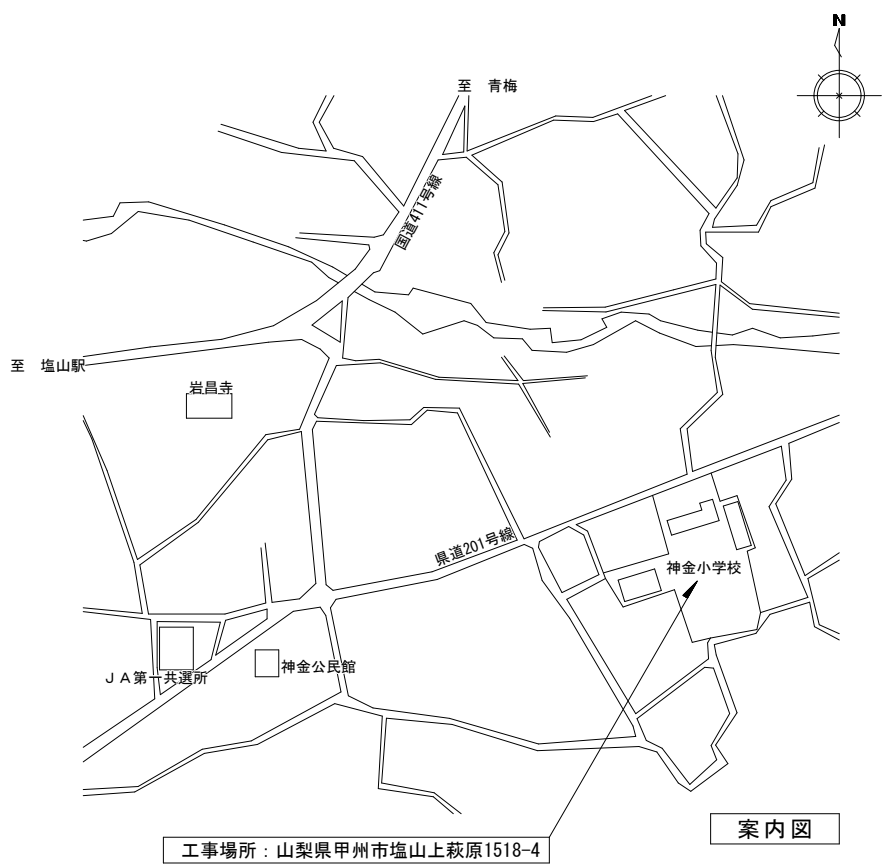 N
至　青梅
国道411号線
至　塩山駅
岩昌寺
県道201号線
神金小学校
ＪＡ第一共選所
神金公民館
案内図
工事場所：山梨県甲州市塩山上萩原1518-4